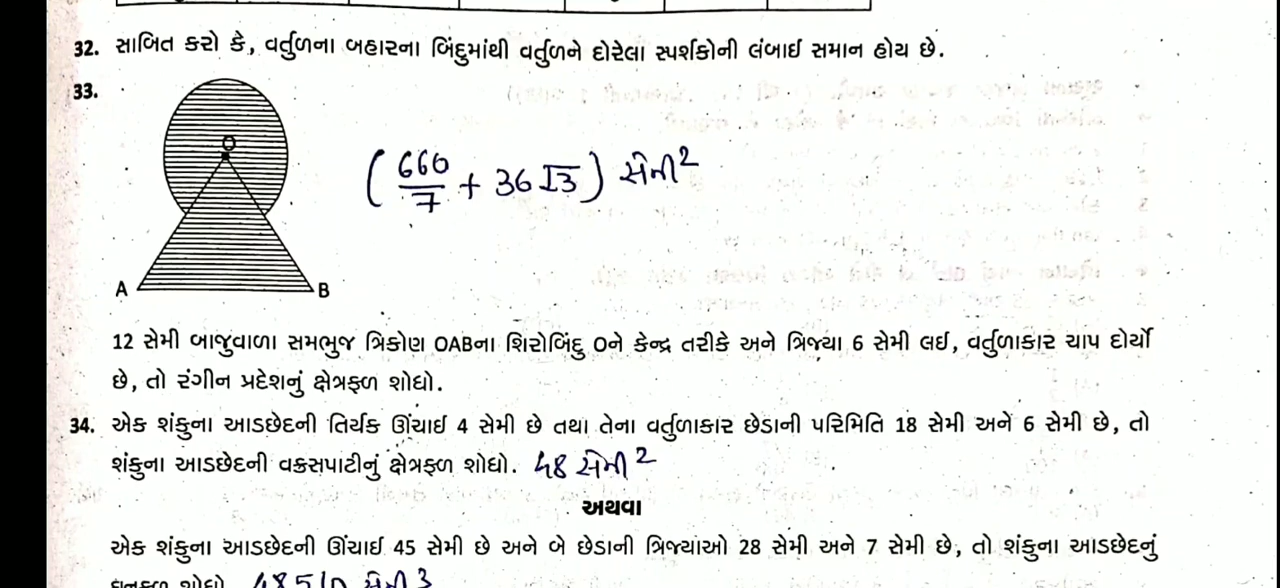 32. સાબિત કરો કે, વર્તુળના બહારના બિંદુમાંથી વર્તુળને દોરેલા સ્પર્શકોની લંબાઈ સમાન હોય છે.
33.
O
(660/7 + 36√3) સેમી²
A
B
12 સેમી બાજુવાળા સમભુજ ત્રિકોણ OABના શિરોબિંદુ Oને કેન્દ્ર તરીકે અને ત્રિજ્યા 6 સેમી લઈ, વર્તુળાકાર ચાપ દોર્યો
છે, તો રંગીન પ્રદેશનું ક્ષેત્રફળ શોધો.
34. એક શંકુના આડછેદની તિર્યક ઊંચાઈ 4 સેમી છે તથા તેના વર્તુળાકાર છેડાની પરિમિતિ 18 સેમી અને 6 સેમી છે, તો
શંકુના આડછેદની વક્રસપાટીનું ક્ષેત્રફળ શોધો. 48 સેમી²
અથવા
એક શંકુના આડછેદની ઊંચાઈ 45 સેમી છે અને બે છેડાની ત્રિજ્યાઓ 28 સેમી અને 7 સેમી છે, તો શંકુના આડછેદનું
ઘનફળ શોધો. 48510 સેમી3